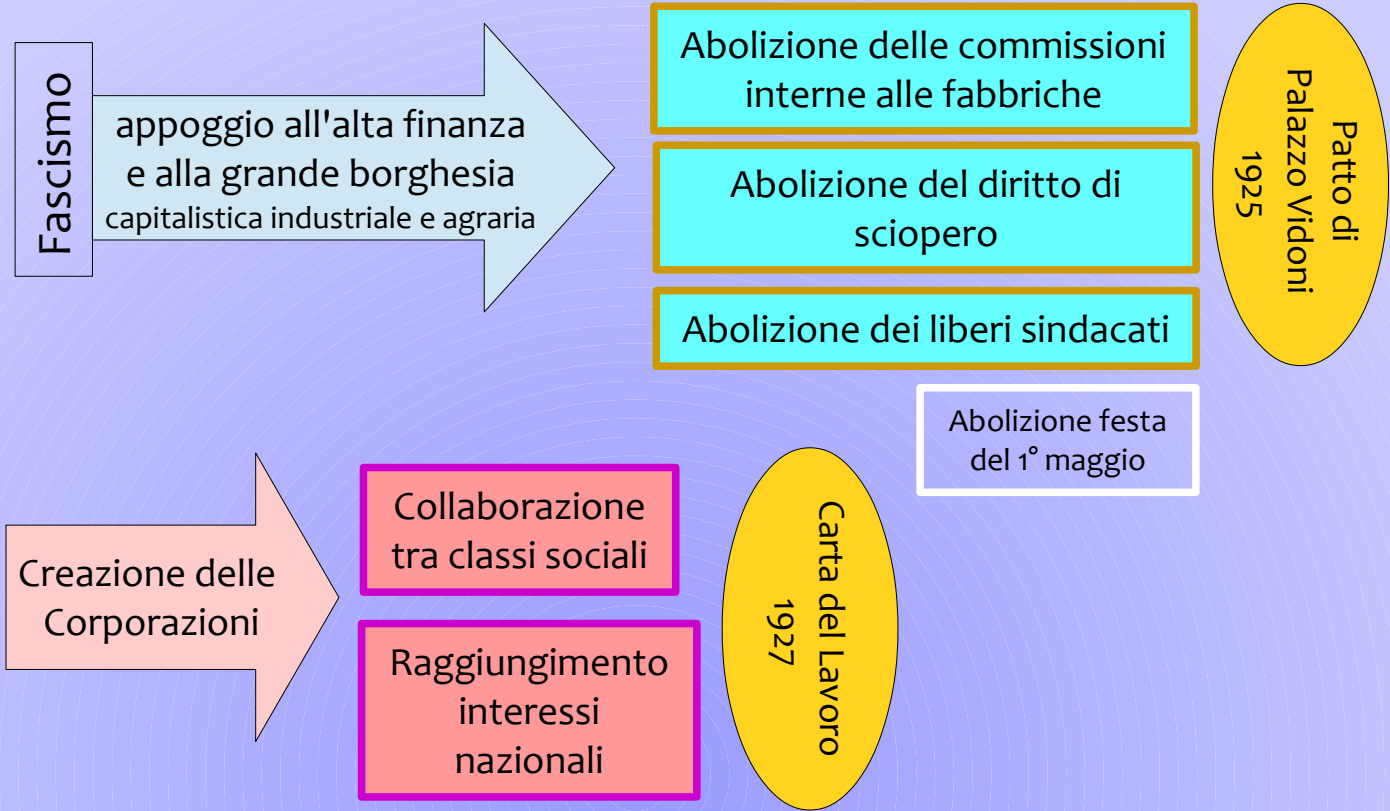 Fascismo
appoggio all'alta finanza
e alla grande borghesia
capitalistica industriale e agraria
Abolizione delle commissioni
interne alle fabbriche
Abolizione del diritto di
sciopero
Abolizione dei liberi sindacati
Patto di
Palazzo Vidoni
1925
Abolizione festa
del 1° maggio
Creazione delle
Corporazioni
Collaborazione
tra classi sociali
Raggiungimento
interessi
nazionali
Carta del Lavoro
1927